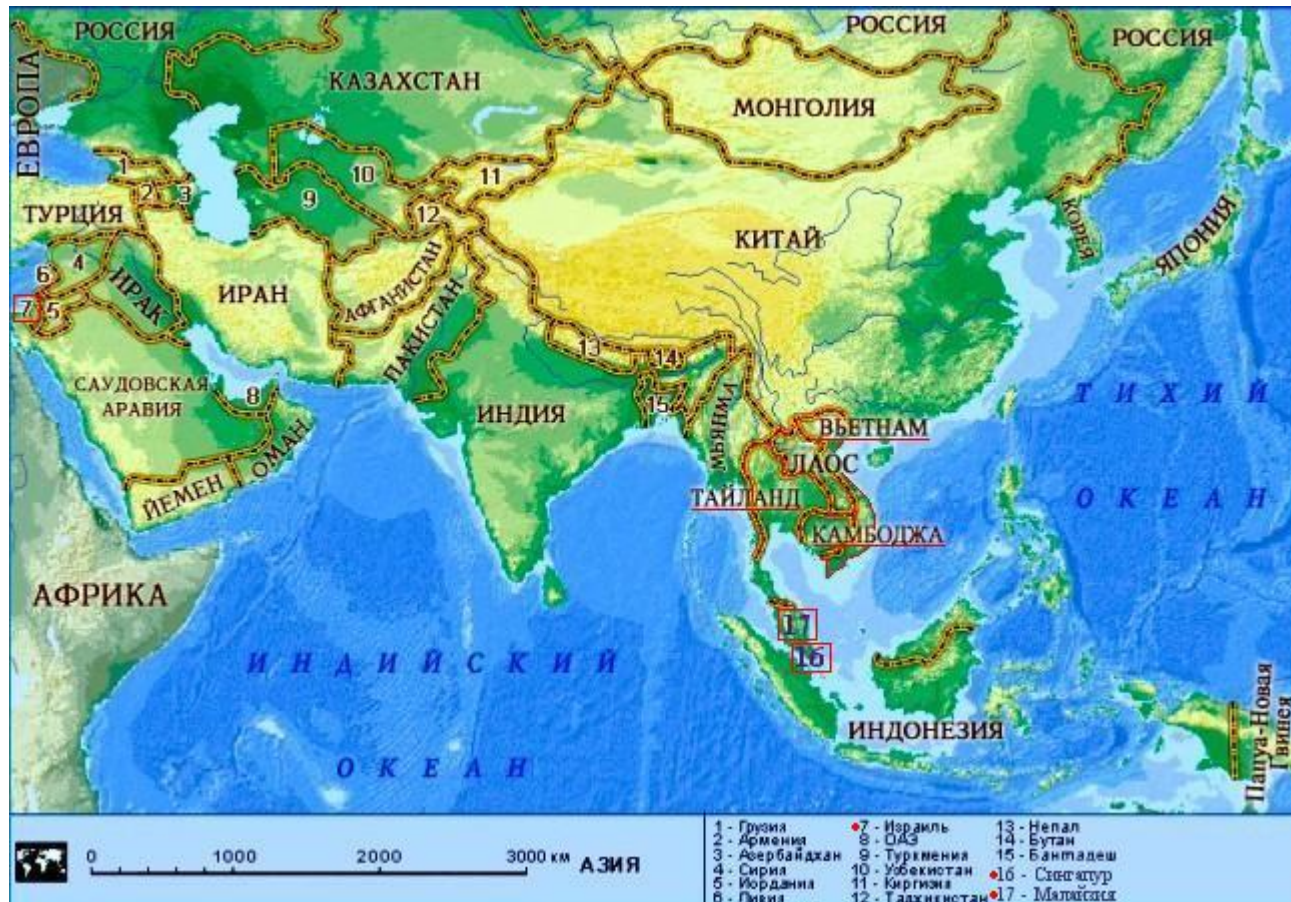 РОССИЯ
РОССИЯ
РОССИЯ
ЕВРОПА
КАЗАХСТАН
МОНГОЛИЯ
1
2
3
10
11
9
12
ТУРЦИЯ
КИТАЙ
КОРЕЯ
ЯПОНИЯ
6
4
7
5
ИРАК
ИРАН
АФГАНИСТАН
ПАКИСТАН
13
14
15
САУДОВСКАЯ
АРАВИЯ
8
ИНДИЯ
МЬЯНМА
ТИХИЙ
ОКЕАН
ВЬЕТНАМ
ЛАОС
ОМАН
ЙЕМЕН
ТАЙЛАНД
КАМБОДЖА
АФРИКА
17
16
ИНДИЙСКИЙ
ОКЕАН
ИНДОНЕЗИЯ
Папуа-Новая
Гвинея
0 1000 2000 3000 км
АЗИЯ
1 - Грузия
2 - Армения
3 - Азербайджан
4 - Сирия
5 - Иордания
7 - Израиль
8 - ОАЭ
9 - Туркмения
10 - Узбекистан
11 - Киргизия
12 - Таджикистан
13 - Непал
14 - Бутан
15 - Бангладеш
16 - Сингапур
17 - Малайзия